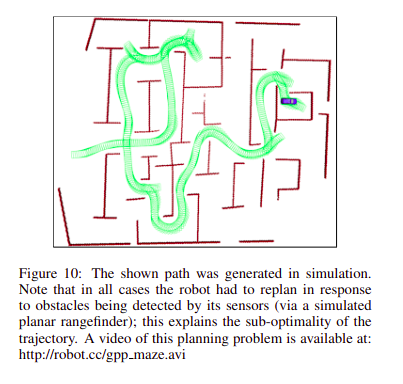 Figure 10: The shown path was generated in simulation.
Note that in all cases the robot had to replan in response
to obstacles being detected by its sensors (via a simulated
planar rangefinder); this explains the sub-optimality of the
trajectory. A video of this planning problem is available at:
http://robot.cc/gpp_maze.avi